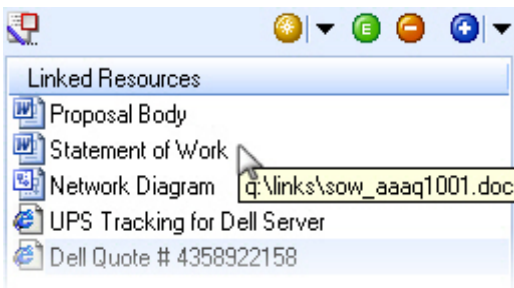 E
Linked Resources
Proposal Body
Statement of Work
Network Diagram q:\links\sow_aaaq1001.doc
UPS Tracking for Dell Server
Dell Quote # 4358922158